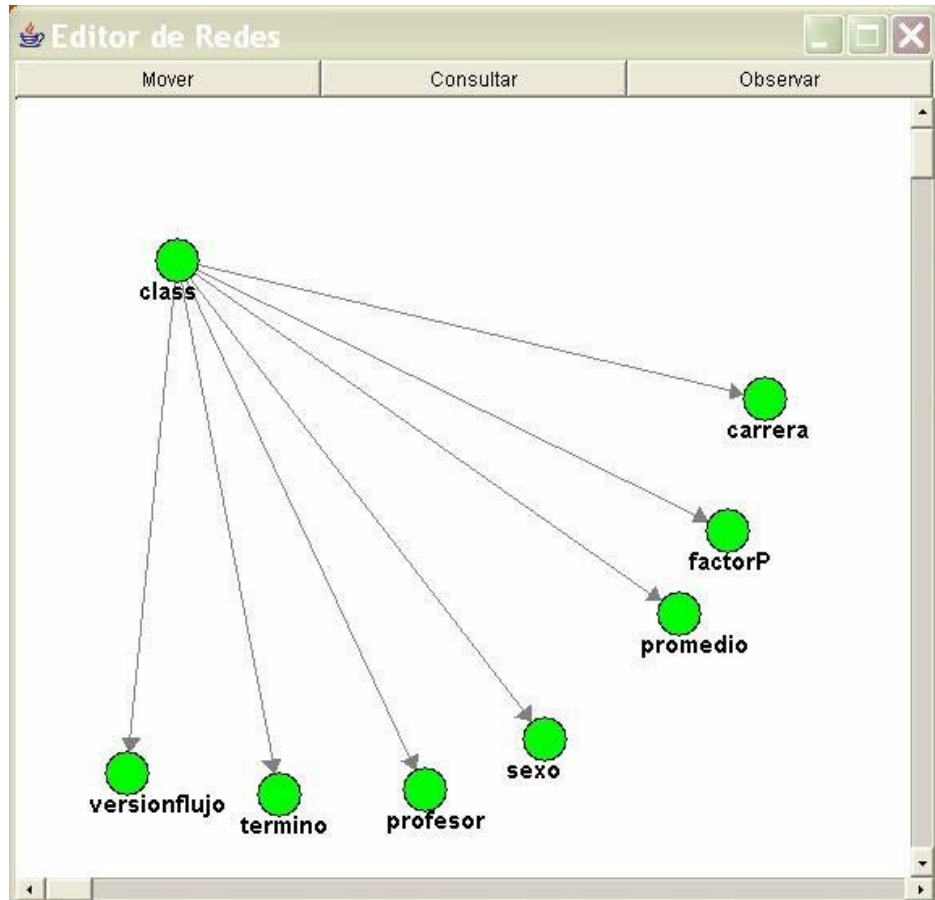 Editor de Redes
Mover Consultar Observar
class
carrera
factorP
promedio
sexo
versionflujo
termino
profesor